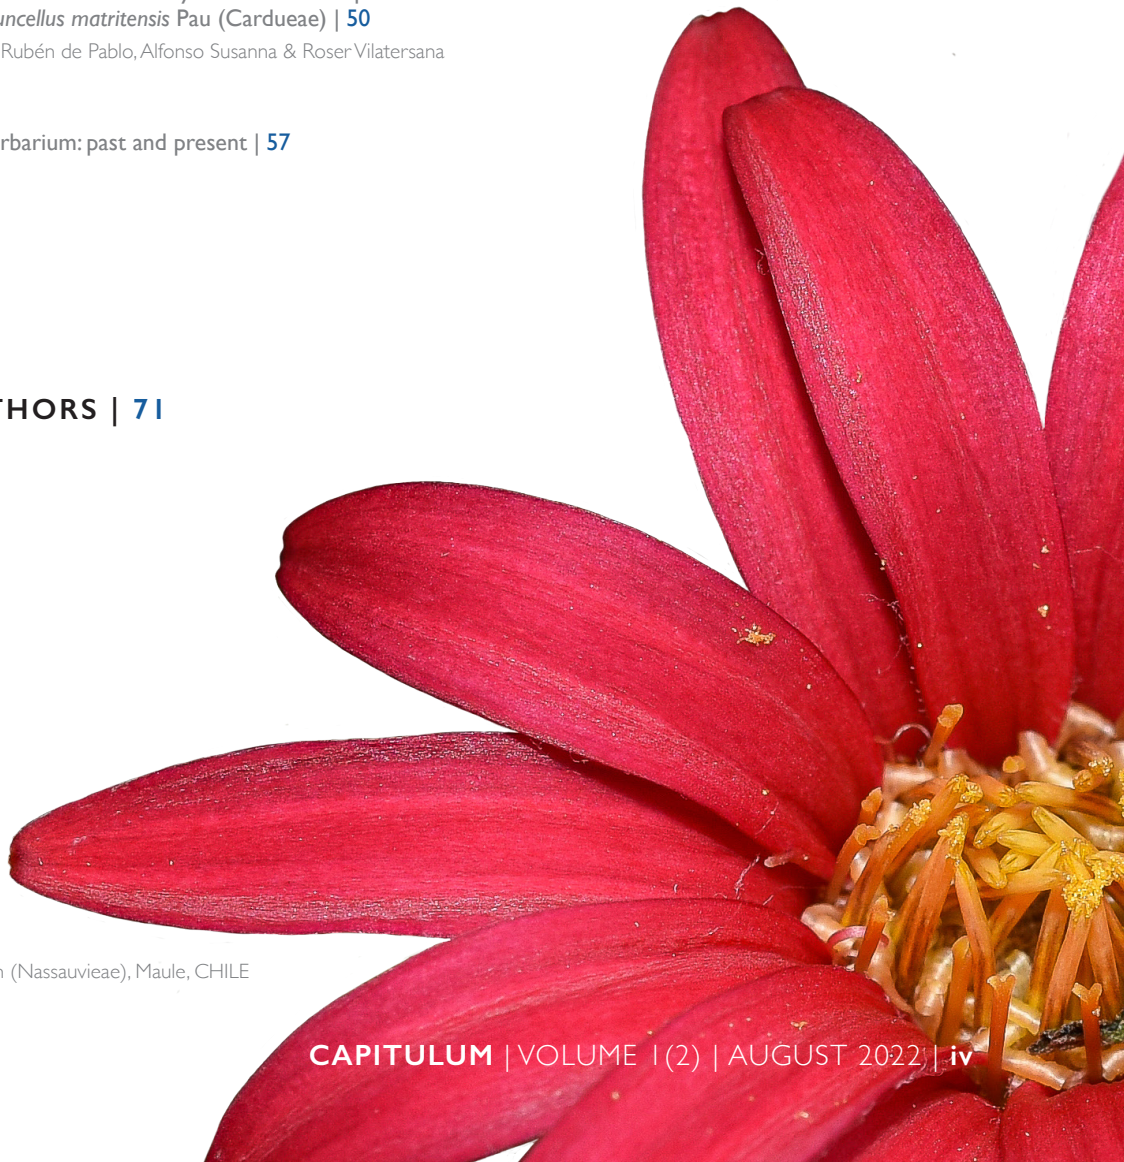 uncellus matritensis Pau (Cardueae) | 50
Rubén de Pablo, Alfonso Susanna & Roser Vilatersana
rbarium: past and present | 57
THORS | 71
(Nassauvieae), Maule, CHILE
CAPITULUM | VOLUME 1(2) | AUGUST 2022 | iv